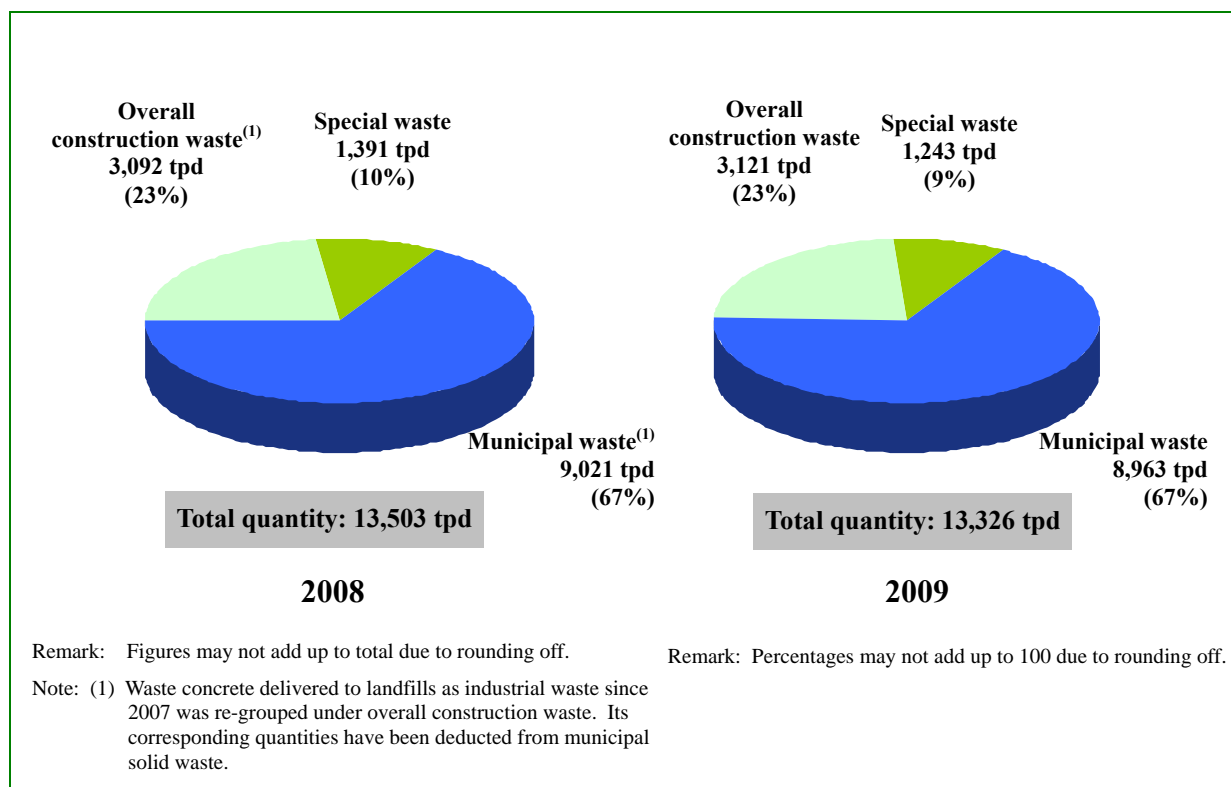 Overall
construction waste(1)
3,092 tpd
(23%)
Special waste
1,391 tpd
(10%)
Municipal waste(1)
9,021 tpd
(67%)
Total quantity: 13,503 tpd
2008
Remark: Figures may not add up to total due to rounding off.
Note: (1) Waste concrete delivered to landfills as industrial waste since
2007 was re-grouped under overall construction waste. Its
corresponding quantities have been deducted from municipal
solid waste.
Overall
construction waste
3,121 tpd
(23%)
Special waste
1,243 tpd
(9%)
Municipal waste
8,963 tpd
(67%)
Total quantity: 13,326 tpd
2009
Remark: Percentages may not add up to 100 due to rounding off.